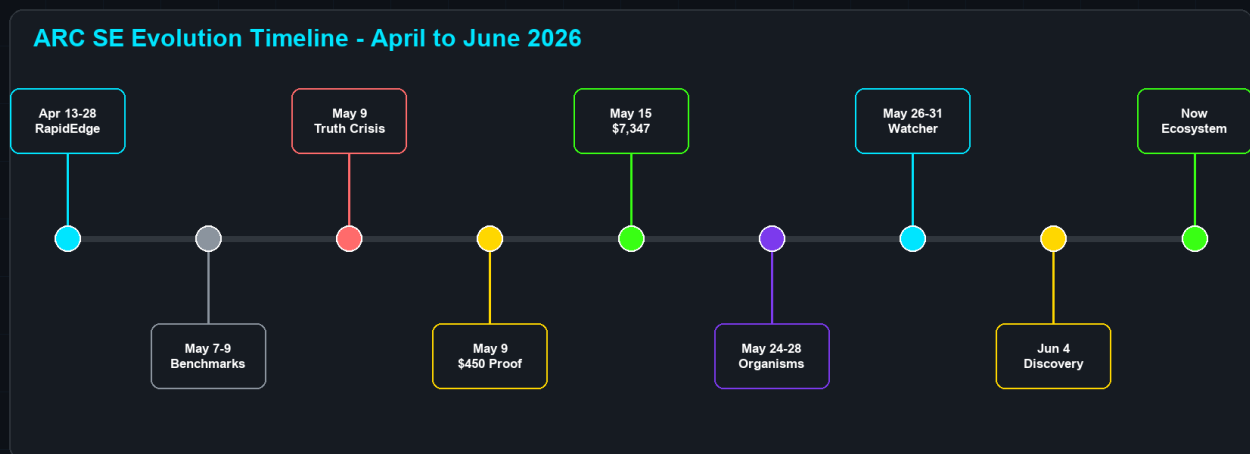 ARC SE Evolution Timeline - April to June 2026
Apr 13-28
RapidEdge
May 7-9
Benchmarks
May 9
Truth Crisis
May 9
$450 Proof
May 15
$7,347
May 24-28
Organisms
May 26-31
Watcher
Jun 4
Discovery
Now
Ecosystem